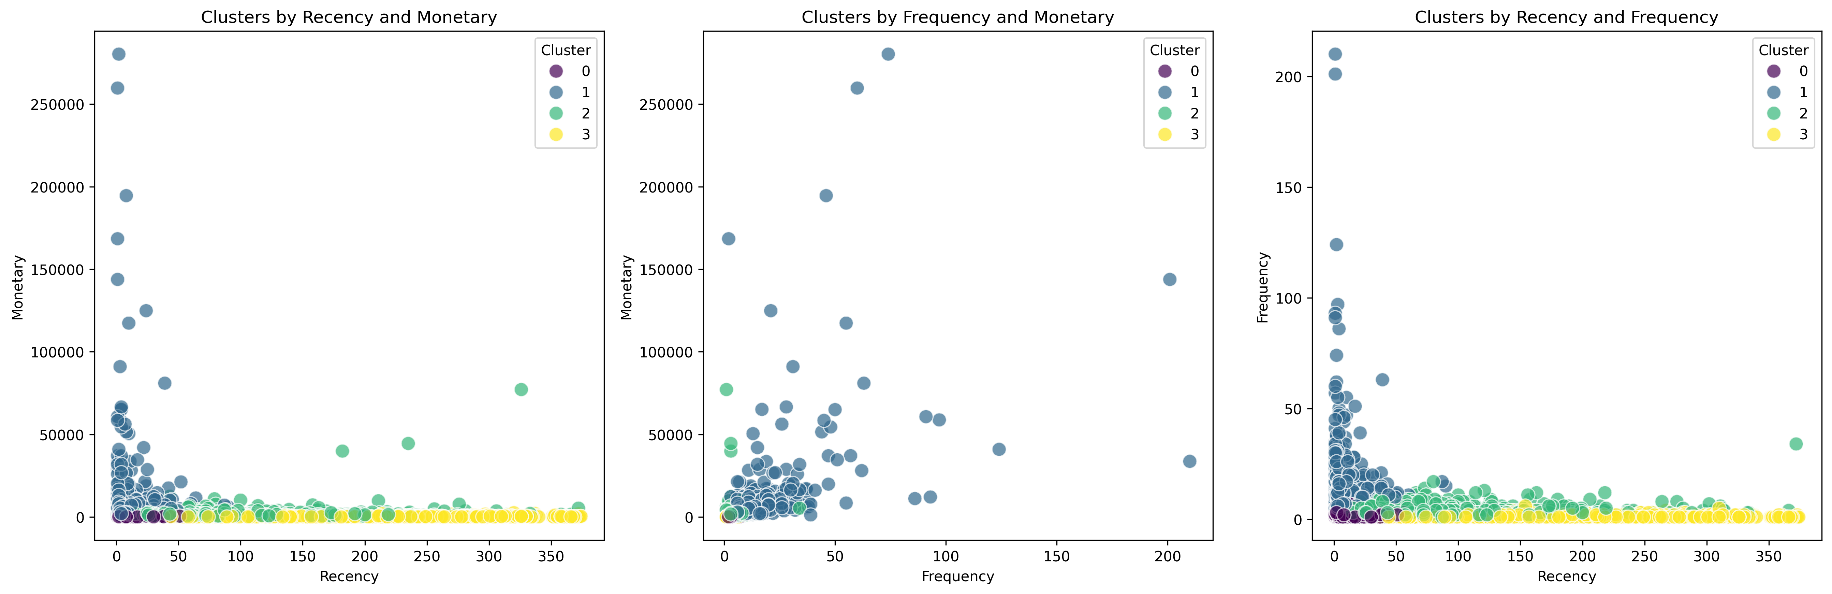 Clusters by Recency and Monetary
Monetary
250000
200000
150000
100000
50000
0
0 50 100 150 200 250 300 350
Recency
Cluster
0
1
2
3
Clusters by Frequency and Monetary
Monetary
250000
200000
150000
100000
50000
0
0 50 100 150 200
Frequency
Cluster
0
1
2
3
Clusters by Recency and Frequency
Frequency
200
150
100
50
0
0 50 100 150 200 250 300 350
Recency
Cluster
0
1
2
3